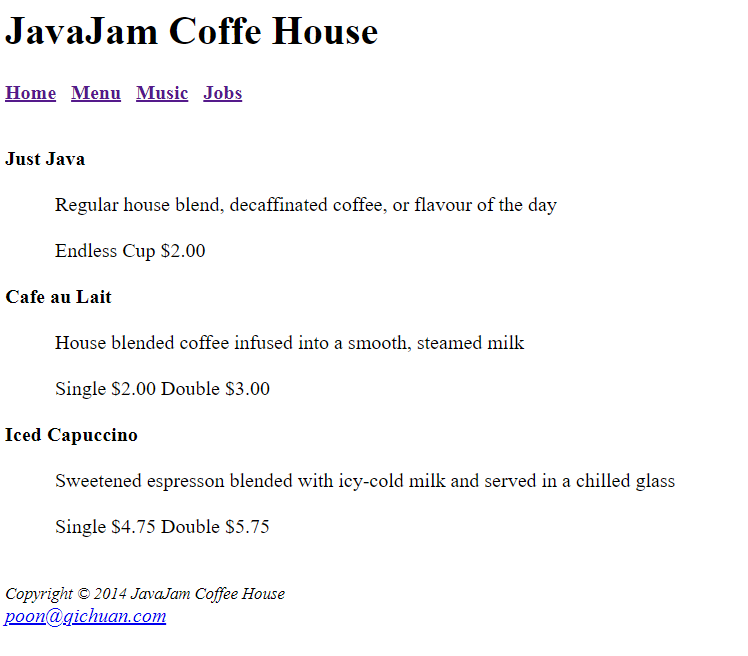 JavaJam Coffe House
Home Menu Music Jobs
Just Java
Regular house blend, decaffinated coffee, or flavour of the day
Endless Cup $2.00
Cafe au Lait
House blended coffee infused into a smooth, steamed milk
Single $2.00 Double $3.00
Iced Capuccino
Sweetened espresson blended with icy-cold milk and served in a chilled glass
Single $4.75 Double $5.75
Copyright © 2014 JavaJam Coffee House
poon@qichuan.com